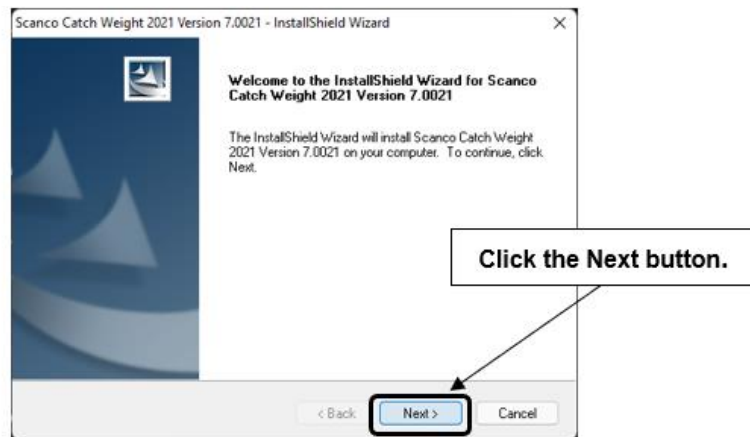 Scanco Catch Weight 2021 Version 7.0021 - InstallShield Wizard
Welcome to the InstallShield Wizard for Scanco
Catch Weight 2021 Version 7.0021
The InstallShield Wizard will install Scanco Catch Weight
2021 Version 7.0021 on your computer. To continue, click
Next.
Click the Next button.
< Back
Next >
Cancel